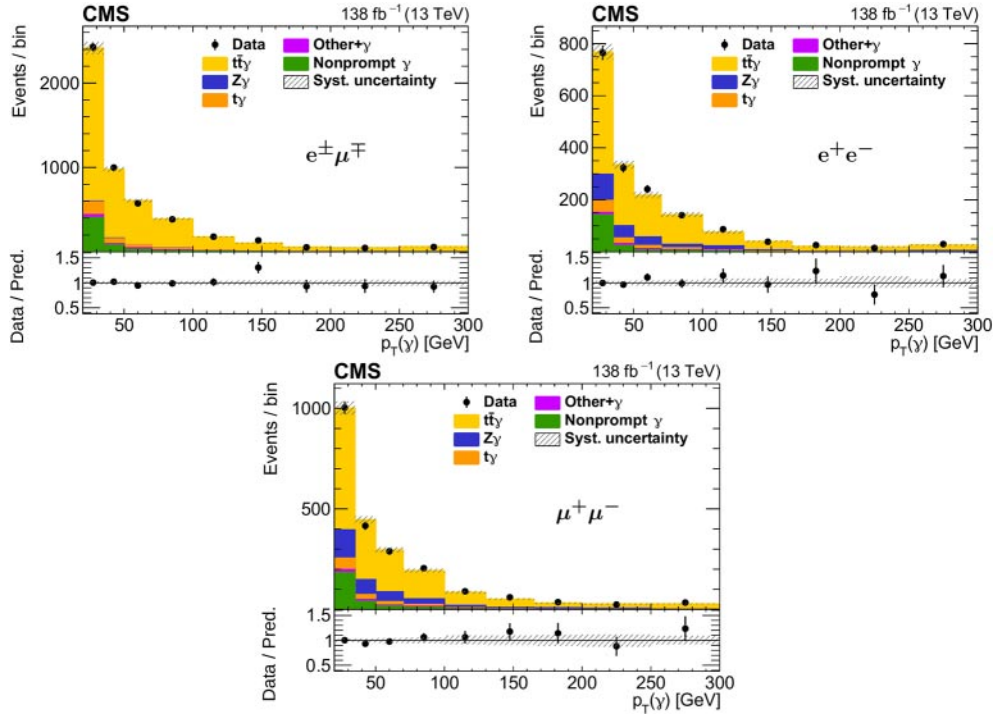 CMS 138 fb⁻¹ (13 TeV)
Events / bin
2000
1000
Data
tt̄γ
Zγ
tγ
Other+γ
Nonprompt γ
Syst. uncertainty
e±μ∓
Data / Pred.
1.5
1
0.5
50 100 150 200 250 300
p_T(γ) [GeV]
CMS 138 fb⁻¹ (13 TeV)
Events / bin
800
600
400
200
Data
tt̄γ
Zγ
tγ
Other+γ
Nonprompt γ
Syst. uncertainty
e⁺e⁻
Data / Pred.
1.5
1
0.5
50 100 150 200 250 300
p_T(γ) [GeV]
CMS 138 fb⁻¹ (13 TeV)
Events / bin
1000
500
Data
tt̄γ
Zγ
tγ
Other+γ
Nonprompt γ
Syst. uncertainty
μ⁺μ⁻
Data / Pred.
1.5
1
0.5
50 100 150 200 250 300
p_T(γ) [GeV]